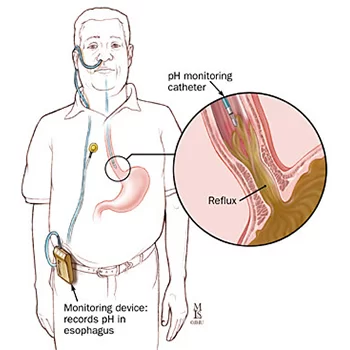 pH monitoring
catheter
Reflux
Monitoring device:
records pH in
esophagus